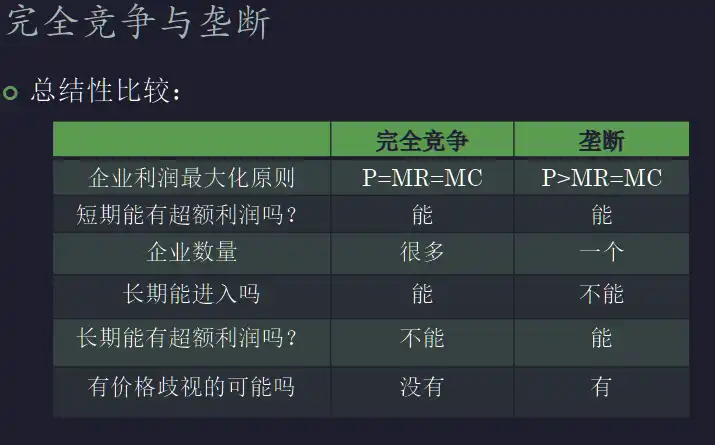 完全竞争与垄断
总结性比较：
完全竞争 垄断
企业利润最大化原则 P=MR=MC P>MR=MC
短期能有超额利润吗？ 能 能
企业数量 很多 一个
长期能进入吗 能 不能
长期能有超额利润吗？ 不能 能
有价格歧视的可能吗 没有 有